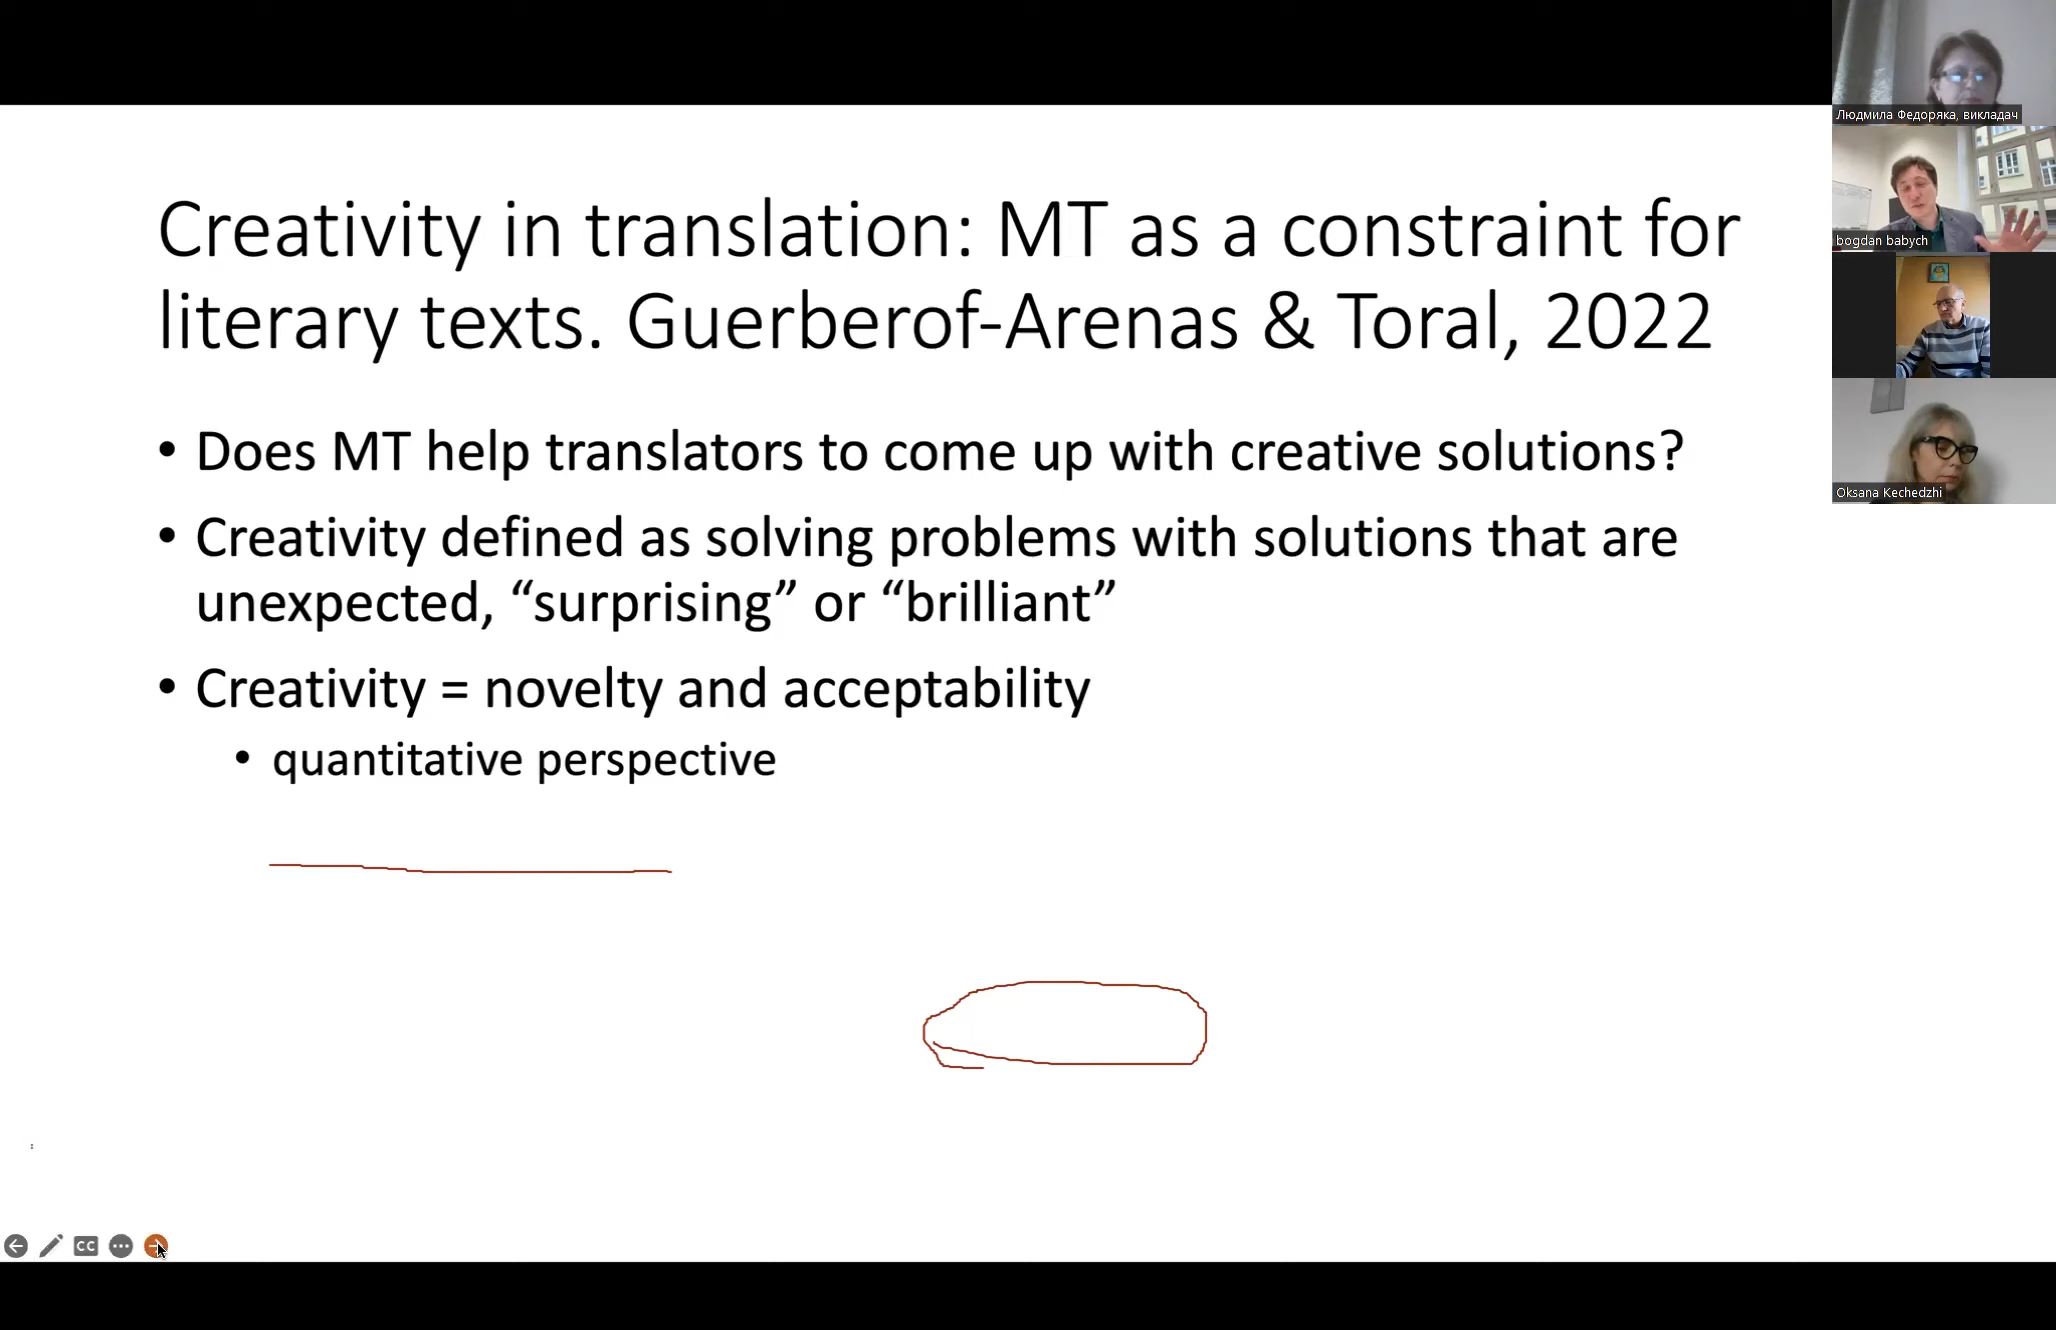 Creativity in translation: MT as a constraint for
literary texts. Guerberof-Arenas & Toral, 2022
• Does MT help translators to come up with creative solutions?
• Creativity defined as solving problems with solutions that are
unexpected, “surprising” or “brilliant”
• Creativity = novelty and acceptability
• quantitative perspective
CC
Людмила Федоряка, викладач
bogdan babych
Oksana Kechedzhi